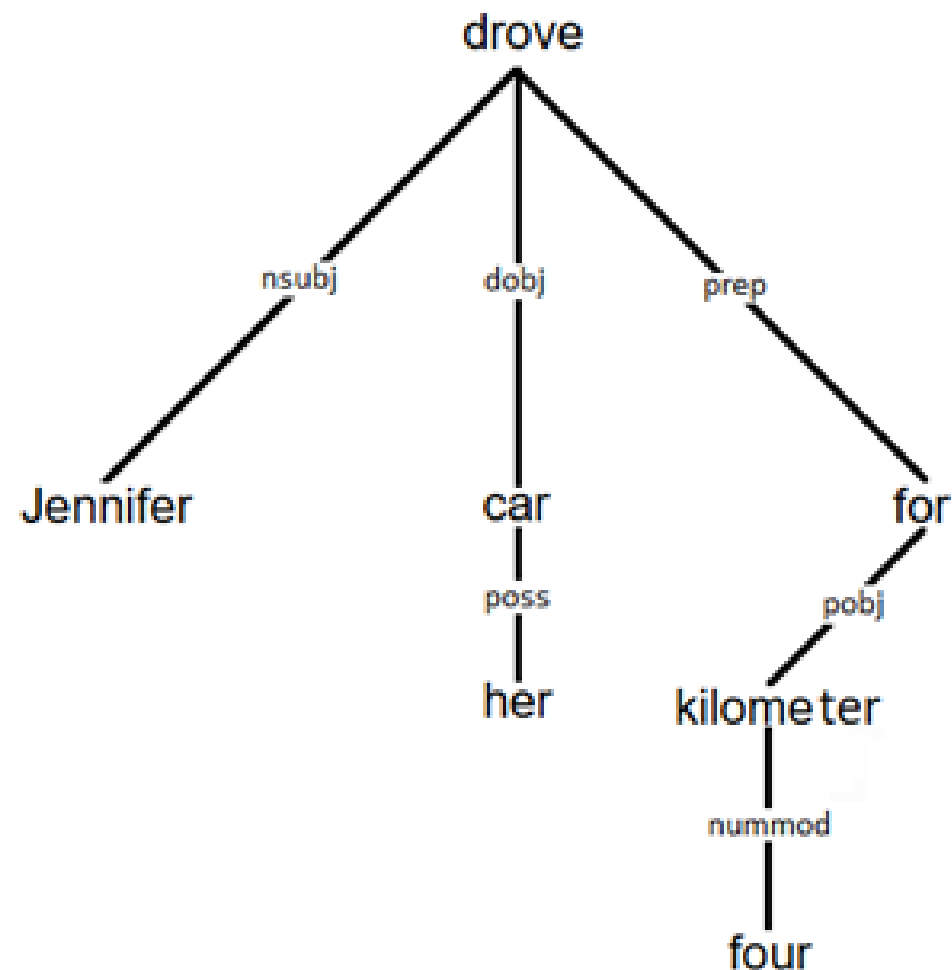 drove
nsubj dobj prep
Jennifer car for
poss pobj
her kilometer
nummod
four